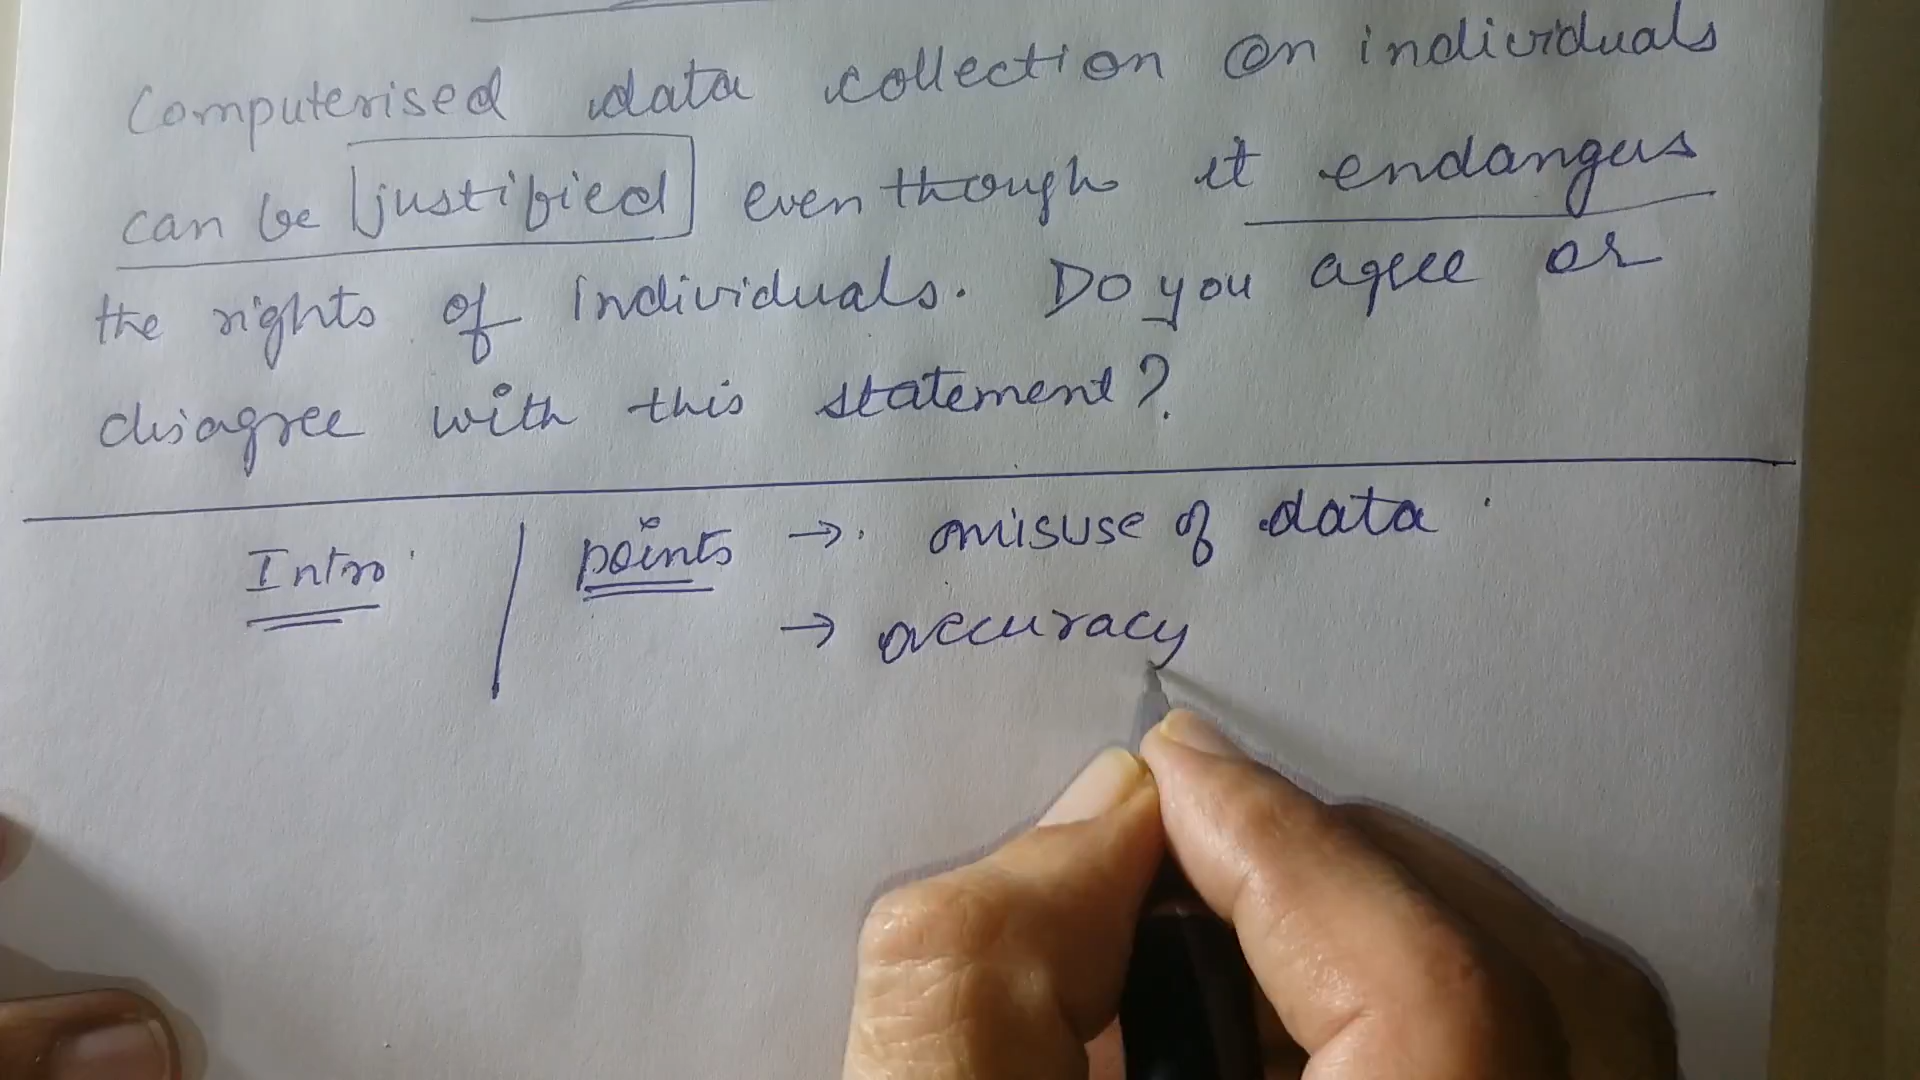 Computerised data collection on individuals
can be justified even though it endangers
the rights of individuals. Do you agree or
disagree with this statement?
Intro. points → . misuse of data .
→ accuracy